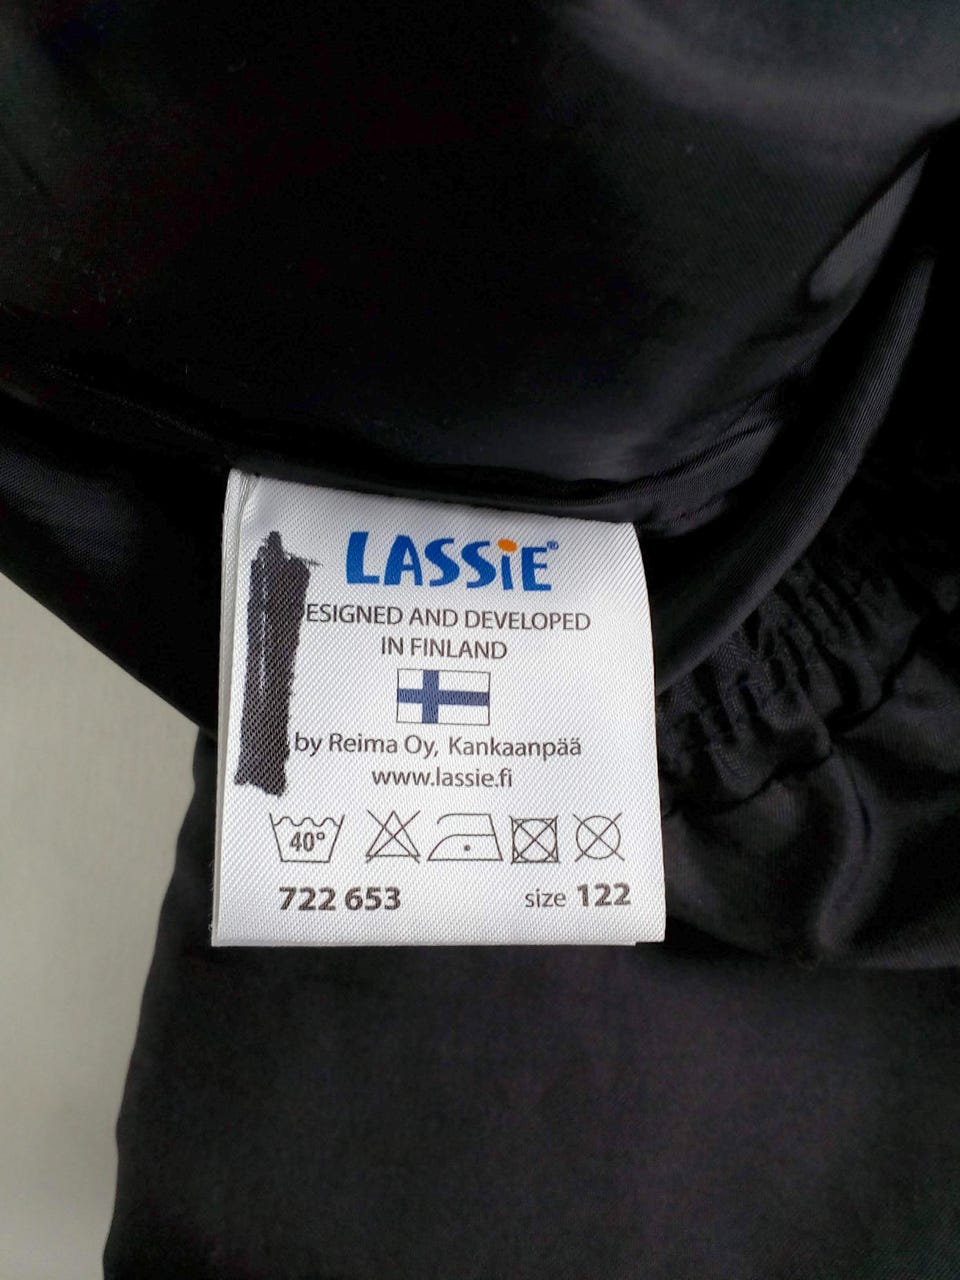 LASSiE®
ESIGNED AND DEVELOPED
IN FINLAND
by Reima Oy, Kankaanpää
www.lassie.fi
40°
722 653 size 122